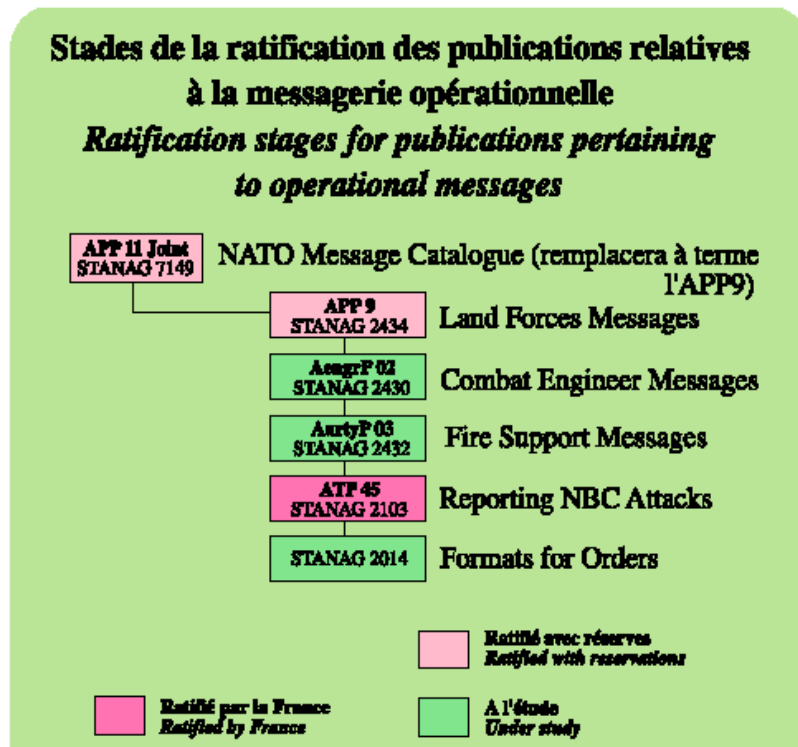 Stades de la ratification des publications relatives
à la messagerie opérationnelle
Ratification stages for publications pertaining
to operational messages
APP 11 Joint
STANAG 7149
NATO Message Catalogue (remplacera à terme
l'APP9)
APP 9
STANAG 2434
Land Forces Messages
AengrP 02
STANAG 2430
Combat Engineer Messages
AartyP 03
STANAG 2432
Fire Support Messages
ATP 45
STANAG 2103
Reporting NBC Attacks
STANAG 2014
Formats for Orders
Ratifié avec réserves
Ratified with reservations
Ratifié par la France
Ratified by France
A l'étude
Under study